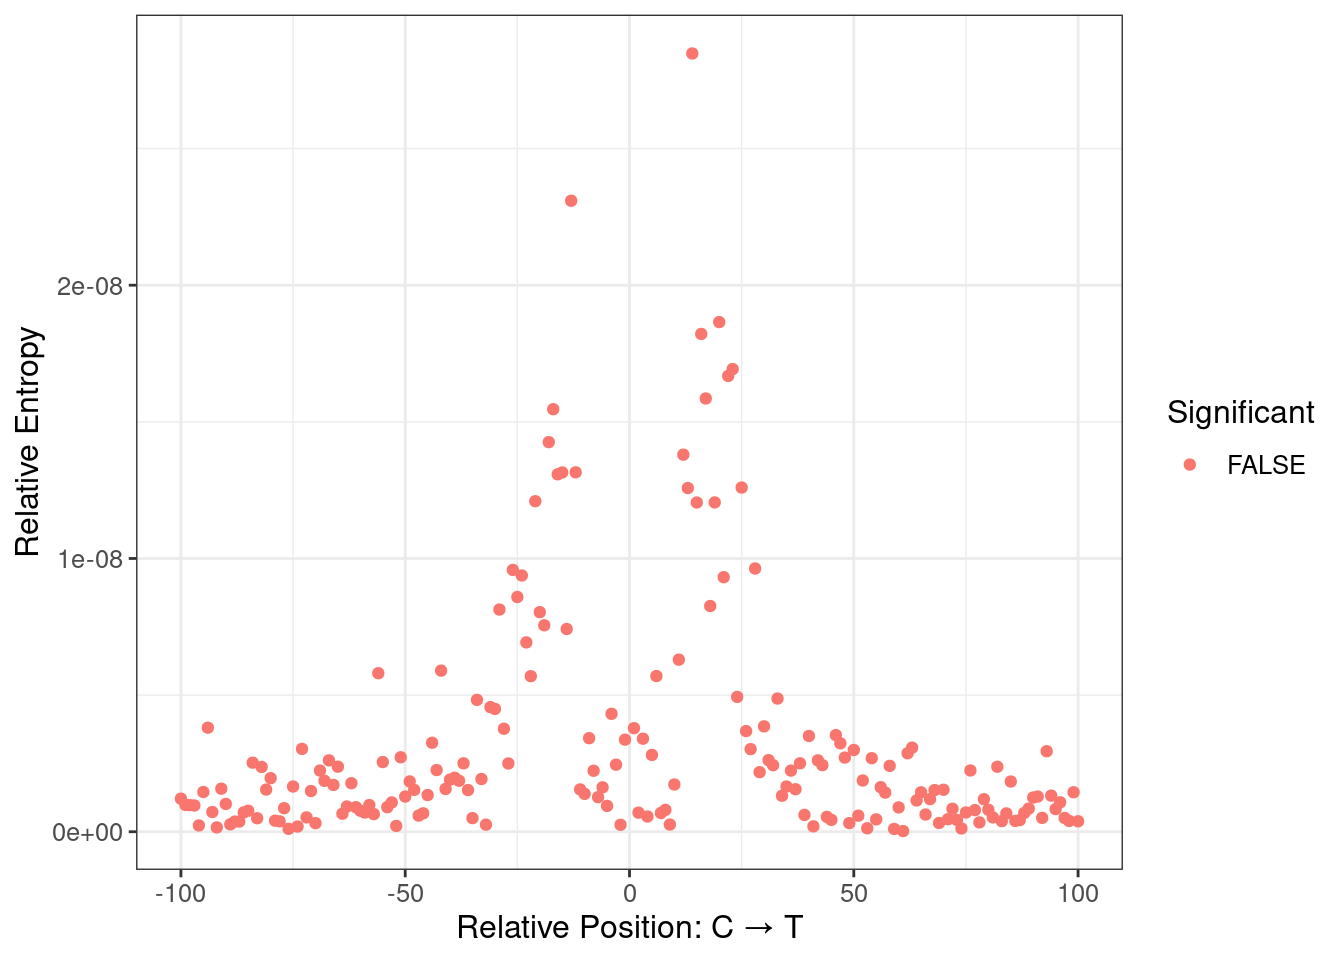 Relative Entropy
2e-08
1e-08
0e+00
-100
-50
0
50
100
Relative Position: C → T
Significant
FALSE